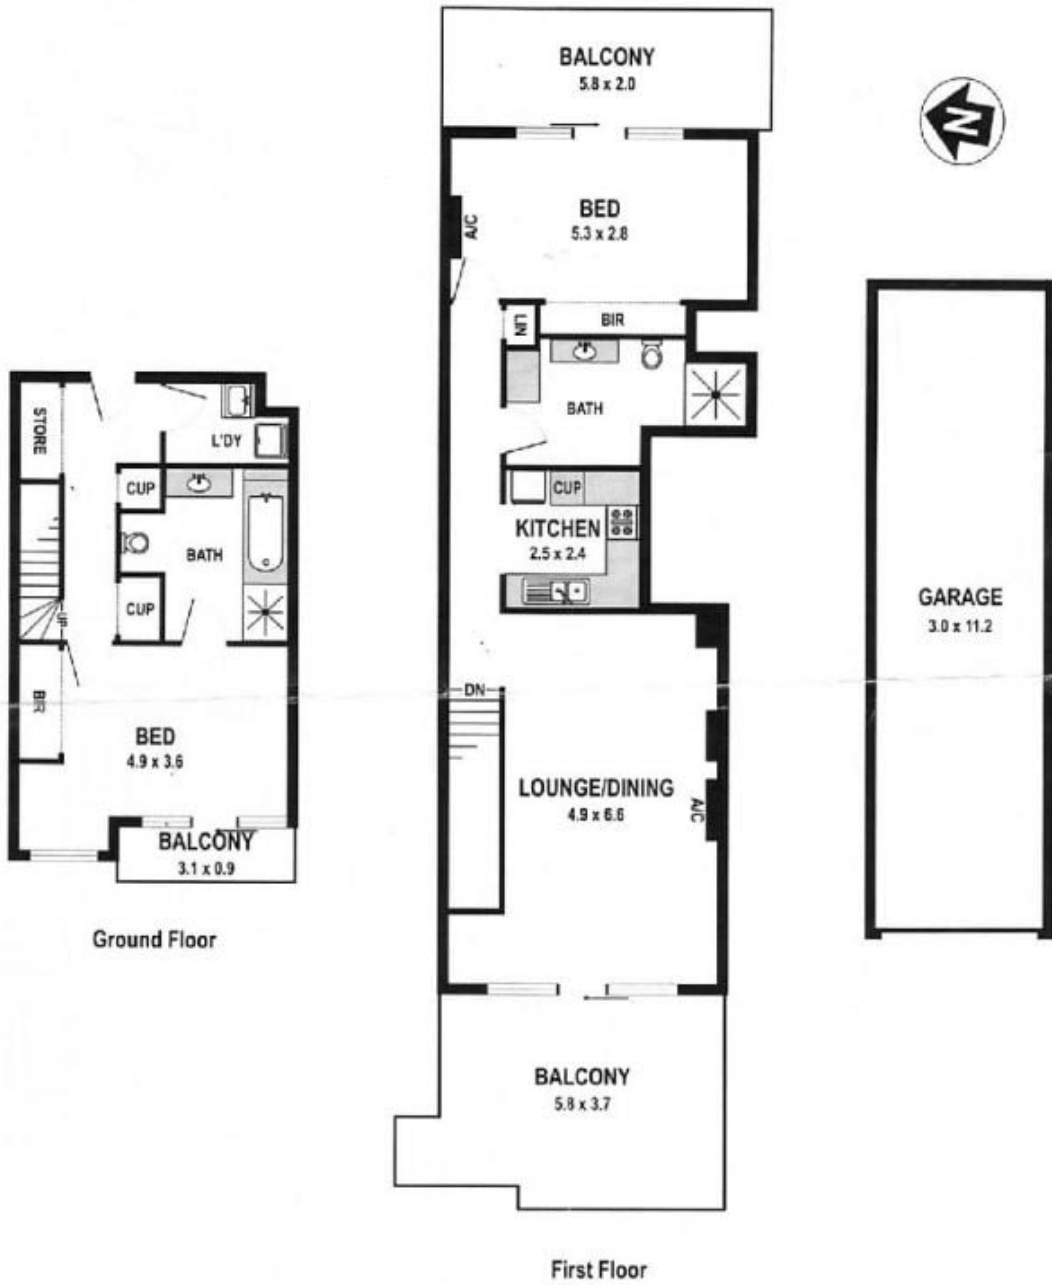 BALCONY
5.8 x 2.0
N
BED
5.3 x 2.8
A/C
LIN
BIR
BATH
CUP
KITCHEN
2.5 x 2.4
DN
LOUNGE/DINING
4.9 x 6.6
A/C
BALCONY
5.8 x 3.7
First Floor
STORE
L'DY
CUP
BATH
CUP
UP
BIR
BED
4.9 x 3.6
BALCONY
3.1 x 0.9
Ground Floor
GARAGE
3.0 x 11.2